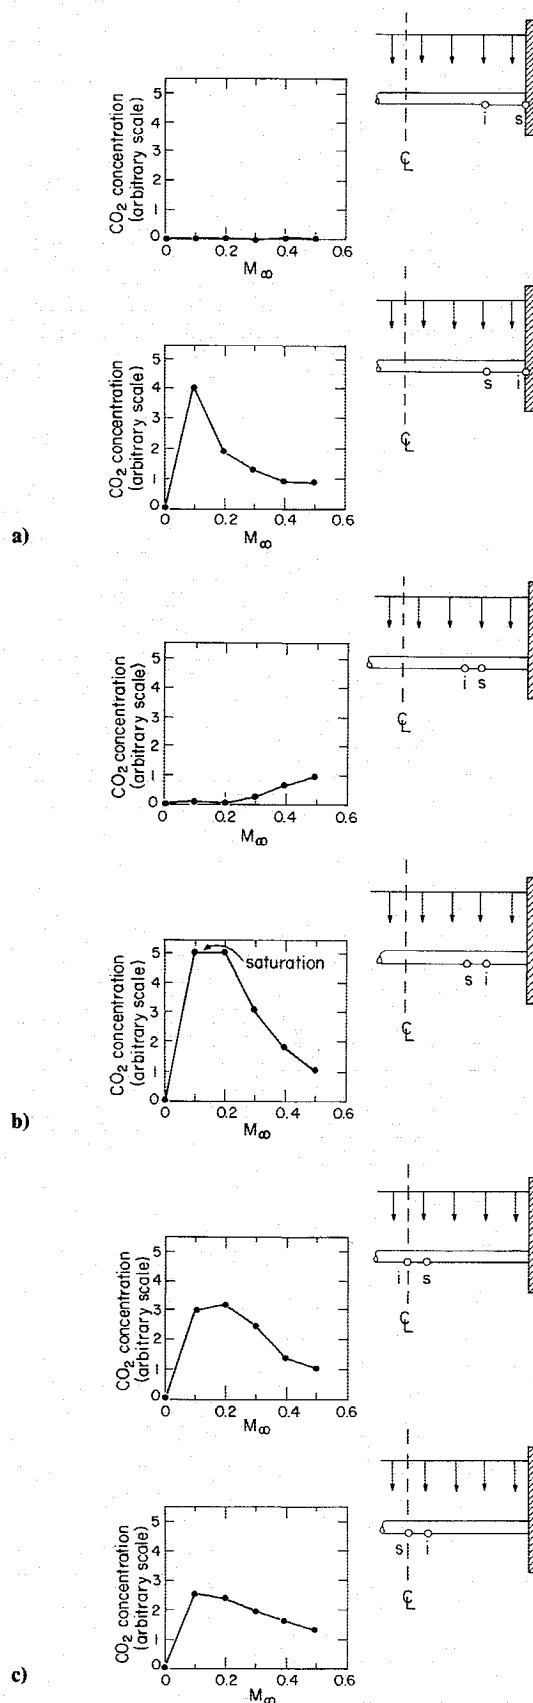 CO2 concentration
(arbitrary scale)
5
4
3
2
1
0
0
0.2
0.4
0.6
M∞
i
s
℄
CO2 concentration
(arbitrary scale)
5
4
3
2
1
0
0
0.2
0.4
0.6
M∞
s
i
℄
a)
CO2 concentration
(arbitrary scale)
5
4
3
2
1
0
0
0.2
0.4
0.6
M∞
i
s
℄
CO2 concentration
(arbitrary scale)
5
4
3
2
1
0
saturation
0
0.2
0.4
0.6
M∞
s
i
℄
b)
CO2 concentration
(arbitrary scale)
5
4
3
2
1
0
0
0.2
0.4
0.6
M∞
i
s
℄
CO2 concentration
(arbitrary scale)
5
4
3
2
1
0
0
0.2
0.4
0.6
M∞
s
i
℄
c)